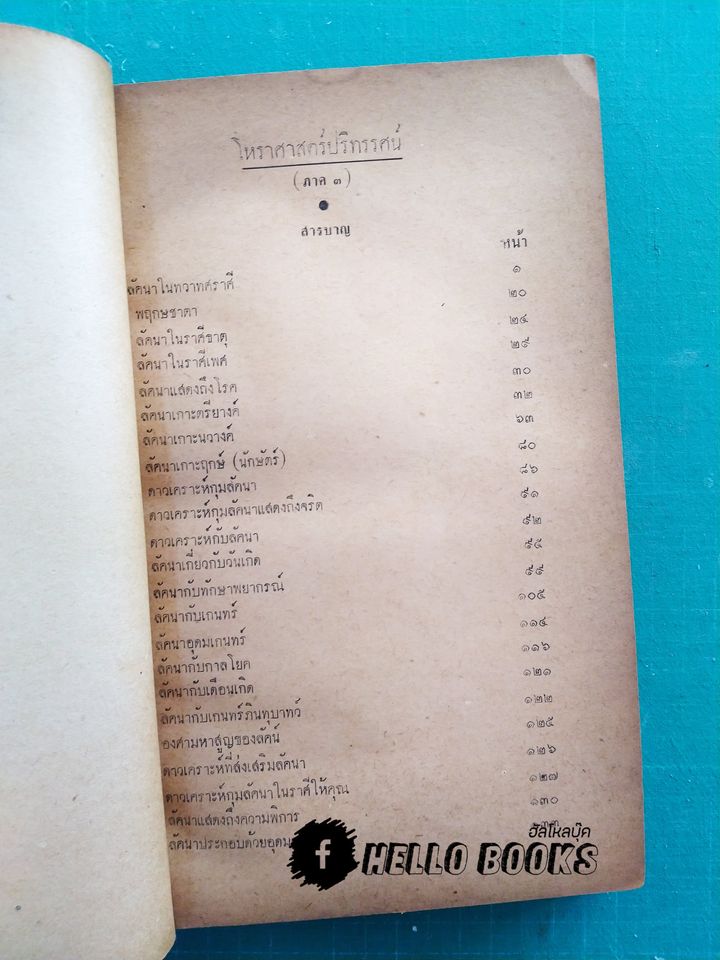 โหราศาสตร์ปริทรรศน์
(ภาค ๓)
สารบาญ
หน้า
ลัคนาในทวาทศราศี ๑
พฤกษชาดา ๒๐
ลัคนาในราศีธาตุ ๒๔
ลัคนาในราศีเพศ ๒๙
ลัคนาแสดงถึงโรค ๓๐
ลัคนาเกาะตรียางค์ ๓๒
ลัคนาเกาะนวางค์ ๖๓
ลัคนาเกาะฤกษ์ (นักษัตร์) ๘๐
ดาวเคราะห์กุมลัคนา ๘๖
ดาวเคราะห์กุมลัคนาแสดงถึงจริต ๙๑
ดาวเคราะห์กับลัคนา ๙๒
ลัคนาเกี่ยวกับวันเกิด ๙๕
ลัคนากับทักษาพยากรณ์ ๙๙
ลัคนากับเกนทร์ ๑๐๕
ลัคนาอุดมเกนทร์ ๑๑๔
ลัคนากับกาลโยค ๑๑๖
ลัคนากับเดือนเกิด ๑๒๑
ลัคนากับเกนทร์ภินทุบาทว์ ๑๒๒
องศามหาสูญของลัคน์ ๑๒๕
ดาวเคราะห์ที่ส่งเสริมลัคนา ๑๒๖
ดาวเคราะห์กุมลัคนาในราศีให้คุณ ๑๒๗
ลัคนาแสดงถึงความพิการ ๑๓๐
ลัคนาประกอบด้วยอุดม
ฮัลโหลบุ๊ค
f HELLO BOOKS